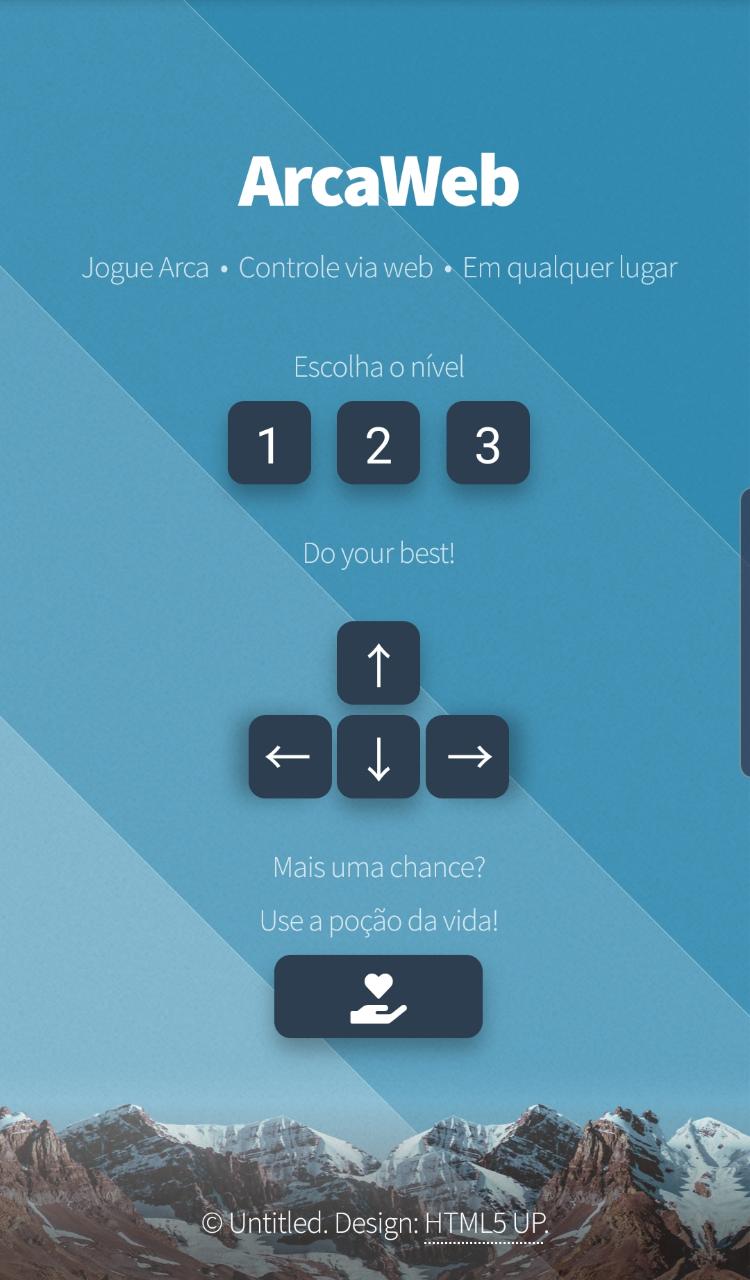 ArcaWeb
Jogue Arca • Controle via web • Em qualquer lugar
Escolha o nível
1 2 3
Do your best!
↑
← ↓ →
Mais uma chance?
Use a poção da vida!
© Untitled. Design: HTML5 UP.